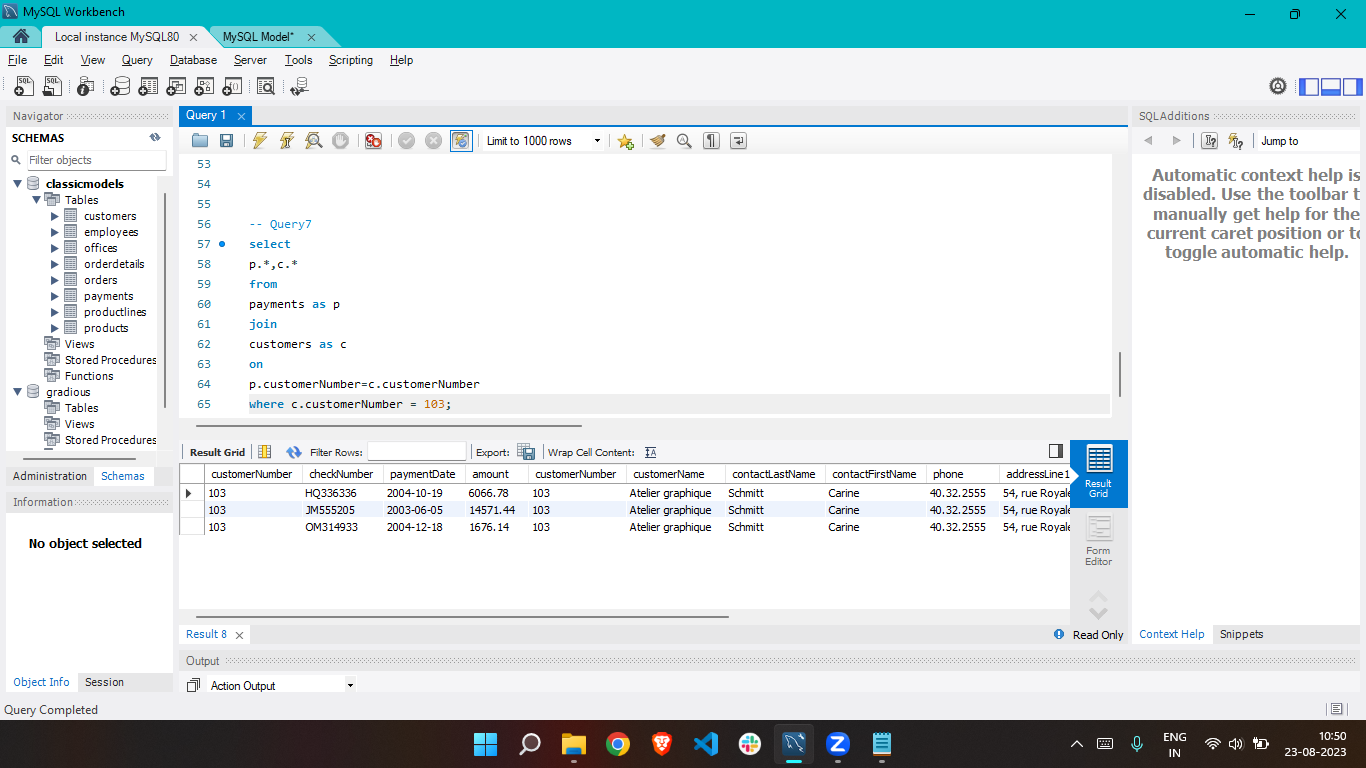 MySQL Workbench
Local instance MySQL80
MySQL Model*
File Edit View Query Database Server Tools Scripting Help
Navigator
SCHEMAS
Filter objects
classicmodels
Tables
customers
employees
offices
orderdetails
orders
payments
productlines
products
Views
Stored Procedures
Functions
gradious
Tables
Views
Stored Procedures
Administration Schemas
Information
No object selected
Object Info Session
Query 1
Limit to 1000 rows
53
54
55
56 -- Query7
57 select
58 p.*,c.*
59 from
60 payments as p
61 join
62 customers as c
63 on
64 p.customerNumber=c.customerNumber
65 where c.customerNumber = 103;
Result Grid Filter Rows: Export: Wrap Cell Content:
customerNumber checkNumber paymentDate amount customerNumber customerName contactLastName contactFirstName phone addressLine1
103 HQ336336 2004-10-19 6066.78 103 Atelier graphique Schmitt Carine 40.32.2555 54, rue Royale
103 JM555205 2003-06-05 14571.44 103 Atelier graphique Schmitt Carine 40.32.2555 54, rue Royale
103 OM314933 2004-12-18 1676.14 103 Atelier graphique Schmitt Carine 40.32.2555 54, rue Royale
Result
Grid
Form
Editor
Result 8
Read Only
Output
Action Output
SQLAdditions
Jump to
Automatic context help is
disabled. Use the toolbar t
manually get help for the
current caret position or to
toggle automatic help.
Context Help Snippets
Query Completed
ENG
IN
10:50
23-08-2023